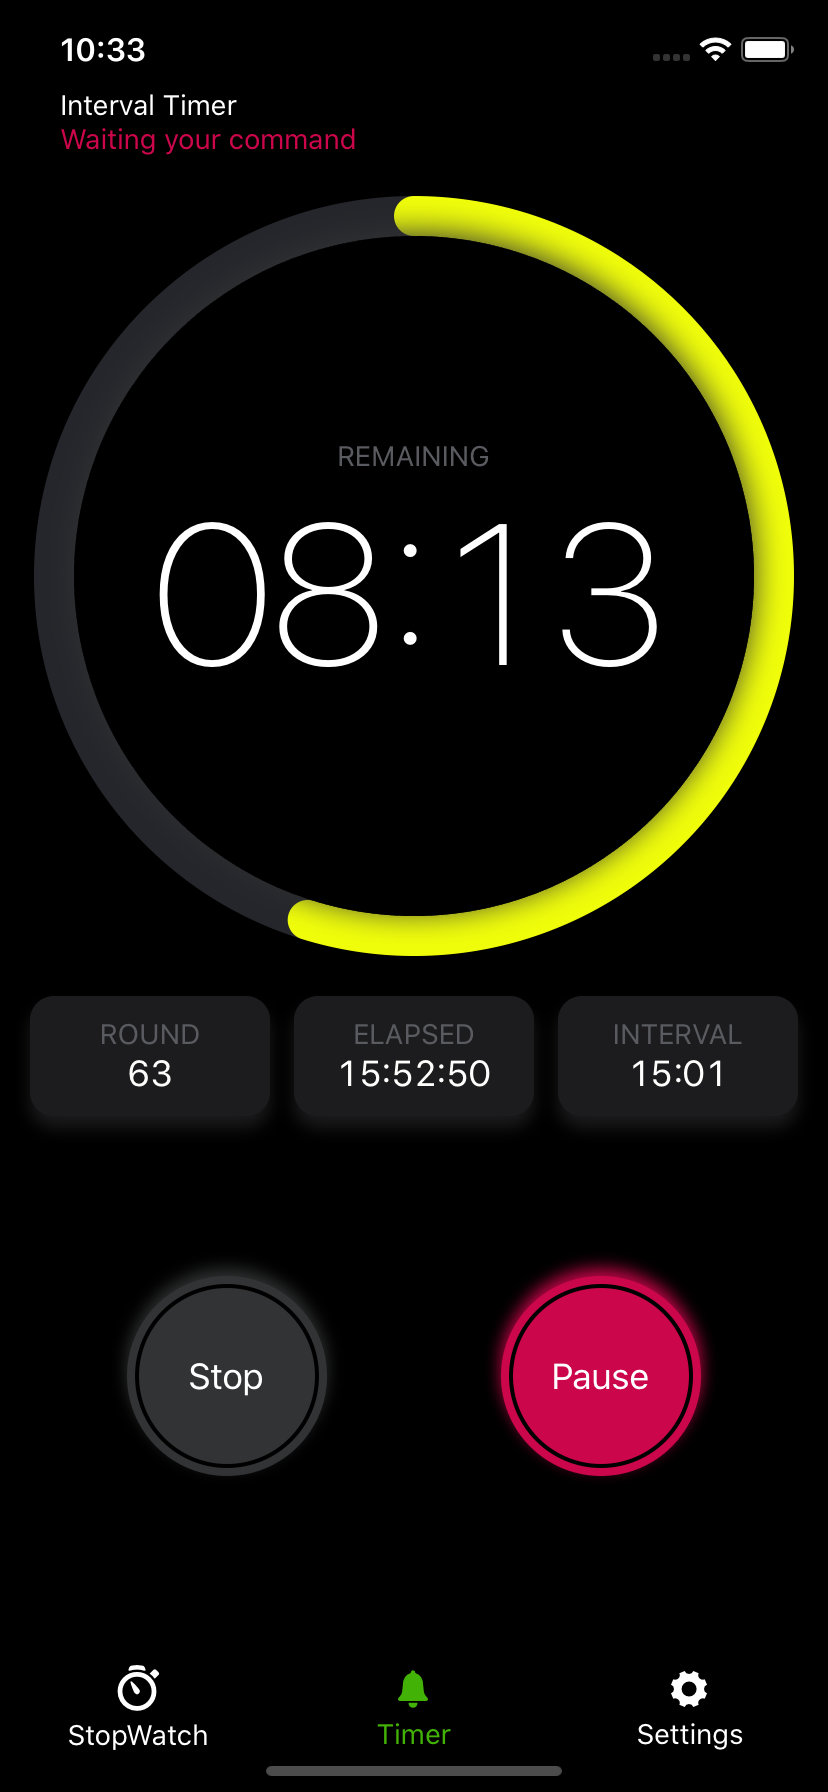 10:33
Interval Timer
Waiting your command
REMAINING
08:13
ROUND
63
ELAPSED
15:52:50
INTERVAL
15:01
Stop
Pause
StopWatch
Timer
Settings